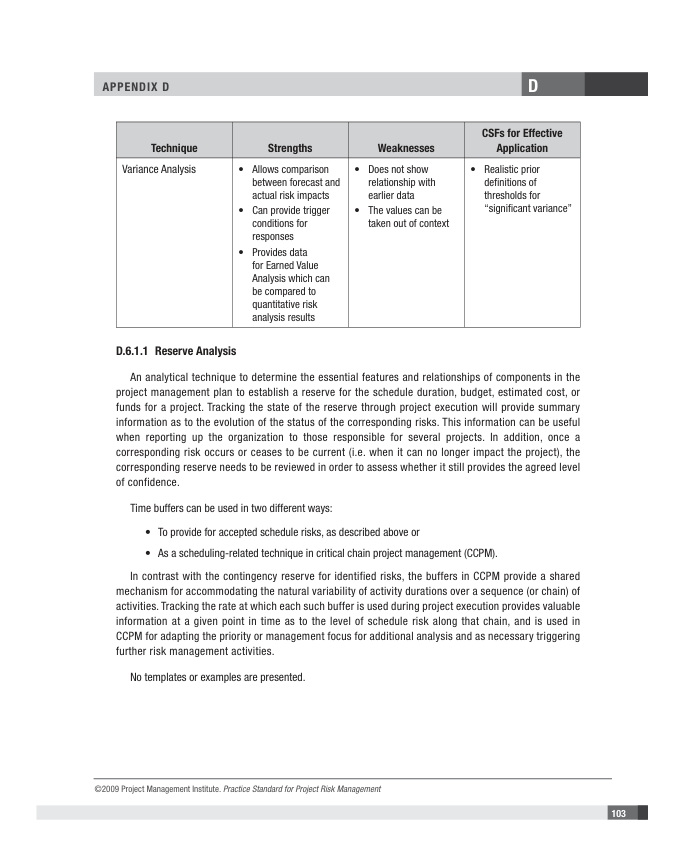 APPENDIX D
D
Technique
Strengths
Weaknesses
CSFs for Effective
Application
Variance Analysis
• Allows comparison
between forecast and
actual risk impacts
• Can provide trigger
conditions for
responses
• Provides data
for Earned Value
Analysis which can
be compared to
quantitative risk
analysis results
• Does not show
relationship with
earlier data
• The values can be
taken out of context
• Realistic prior
definitions of
thresholds for
“significant variance”
D.6.1.1 Reserve Analysis
An analytical technique to determine the essential features and relationships of components in the
project management plan to establish a reserve for the schedule duration, budget, estimated cost, or
funds for a project. Tracking the state of the reserve through project execution will provide summary
information as to the evolution of the status of the corresponding risks. This information can be useful
when reporting up the organization to those responsible for several projects. In addition, once a
corresponding risk occurs or ceases to be current (i.e. when it can no longer impact the project), the
corresponding reserve needs to be reviewed in order to assess whether it still provides the agreed level
of confidence.
Time buffers can be used in two different ways:
• To provide for accepted schedule risks, as described above or
• As a scheduling-related technique in critical chain project management (CCPM).
In contrast with the contingency reserve for identified risks, the buffers in CCPM provide a shared
mechanism for accommodating the natural variability of activity durations over a sequence (or chain) of
activities. Tracking the rate at which each such buffer is used during project execution provides valuable
information at a given point in time as to the level of schedule risk along that chain, and is used in
CCPM for adapting the priority or management focus for additional analysis and as necessary triggering
further risk management activities.
No templates or examples are presented.
©2009 Project Management Institute. Practice Standard for Project Risk Management
103